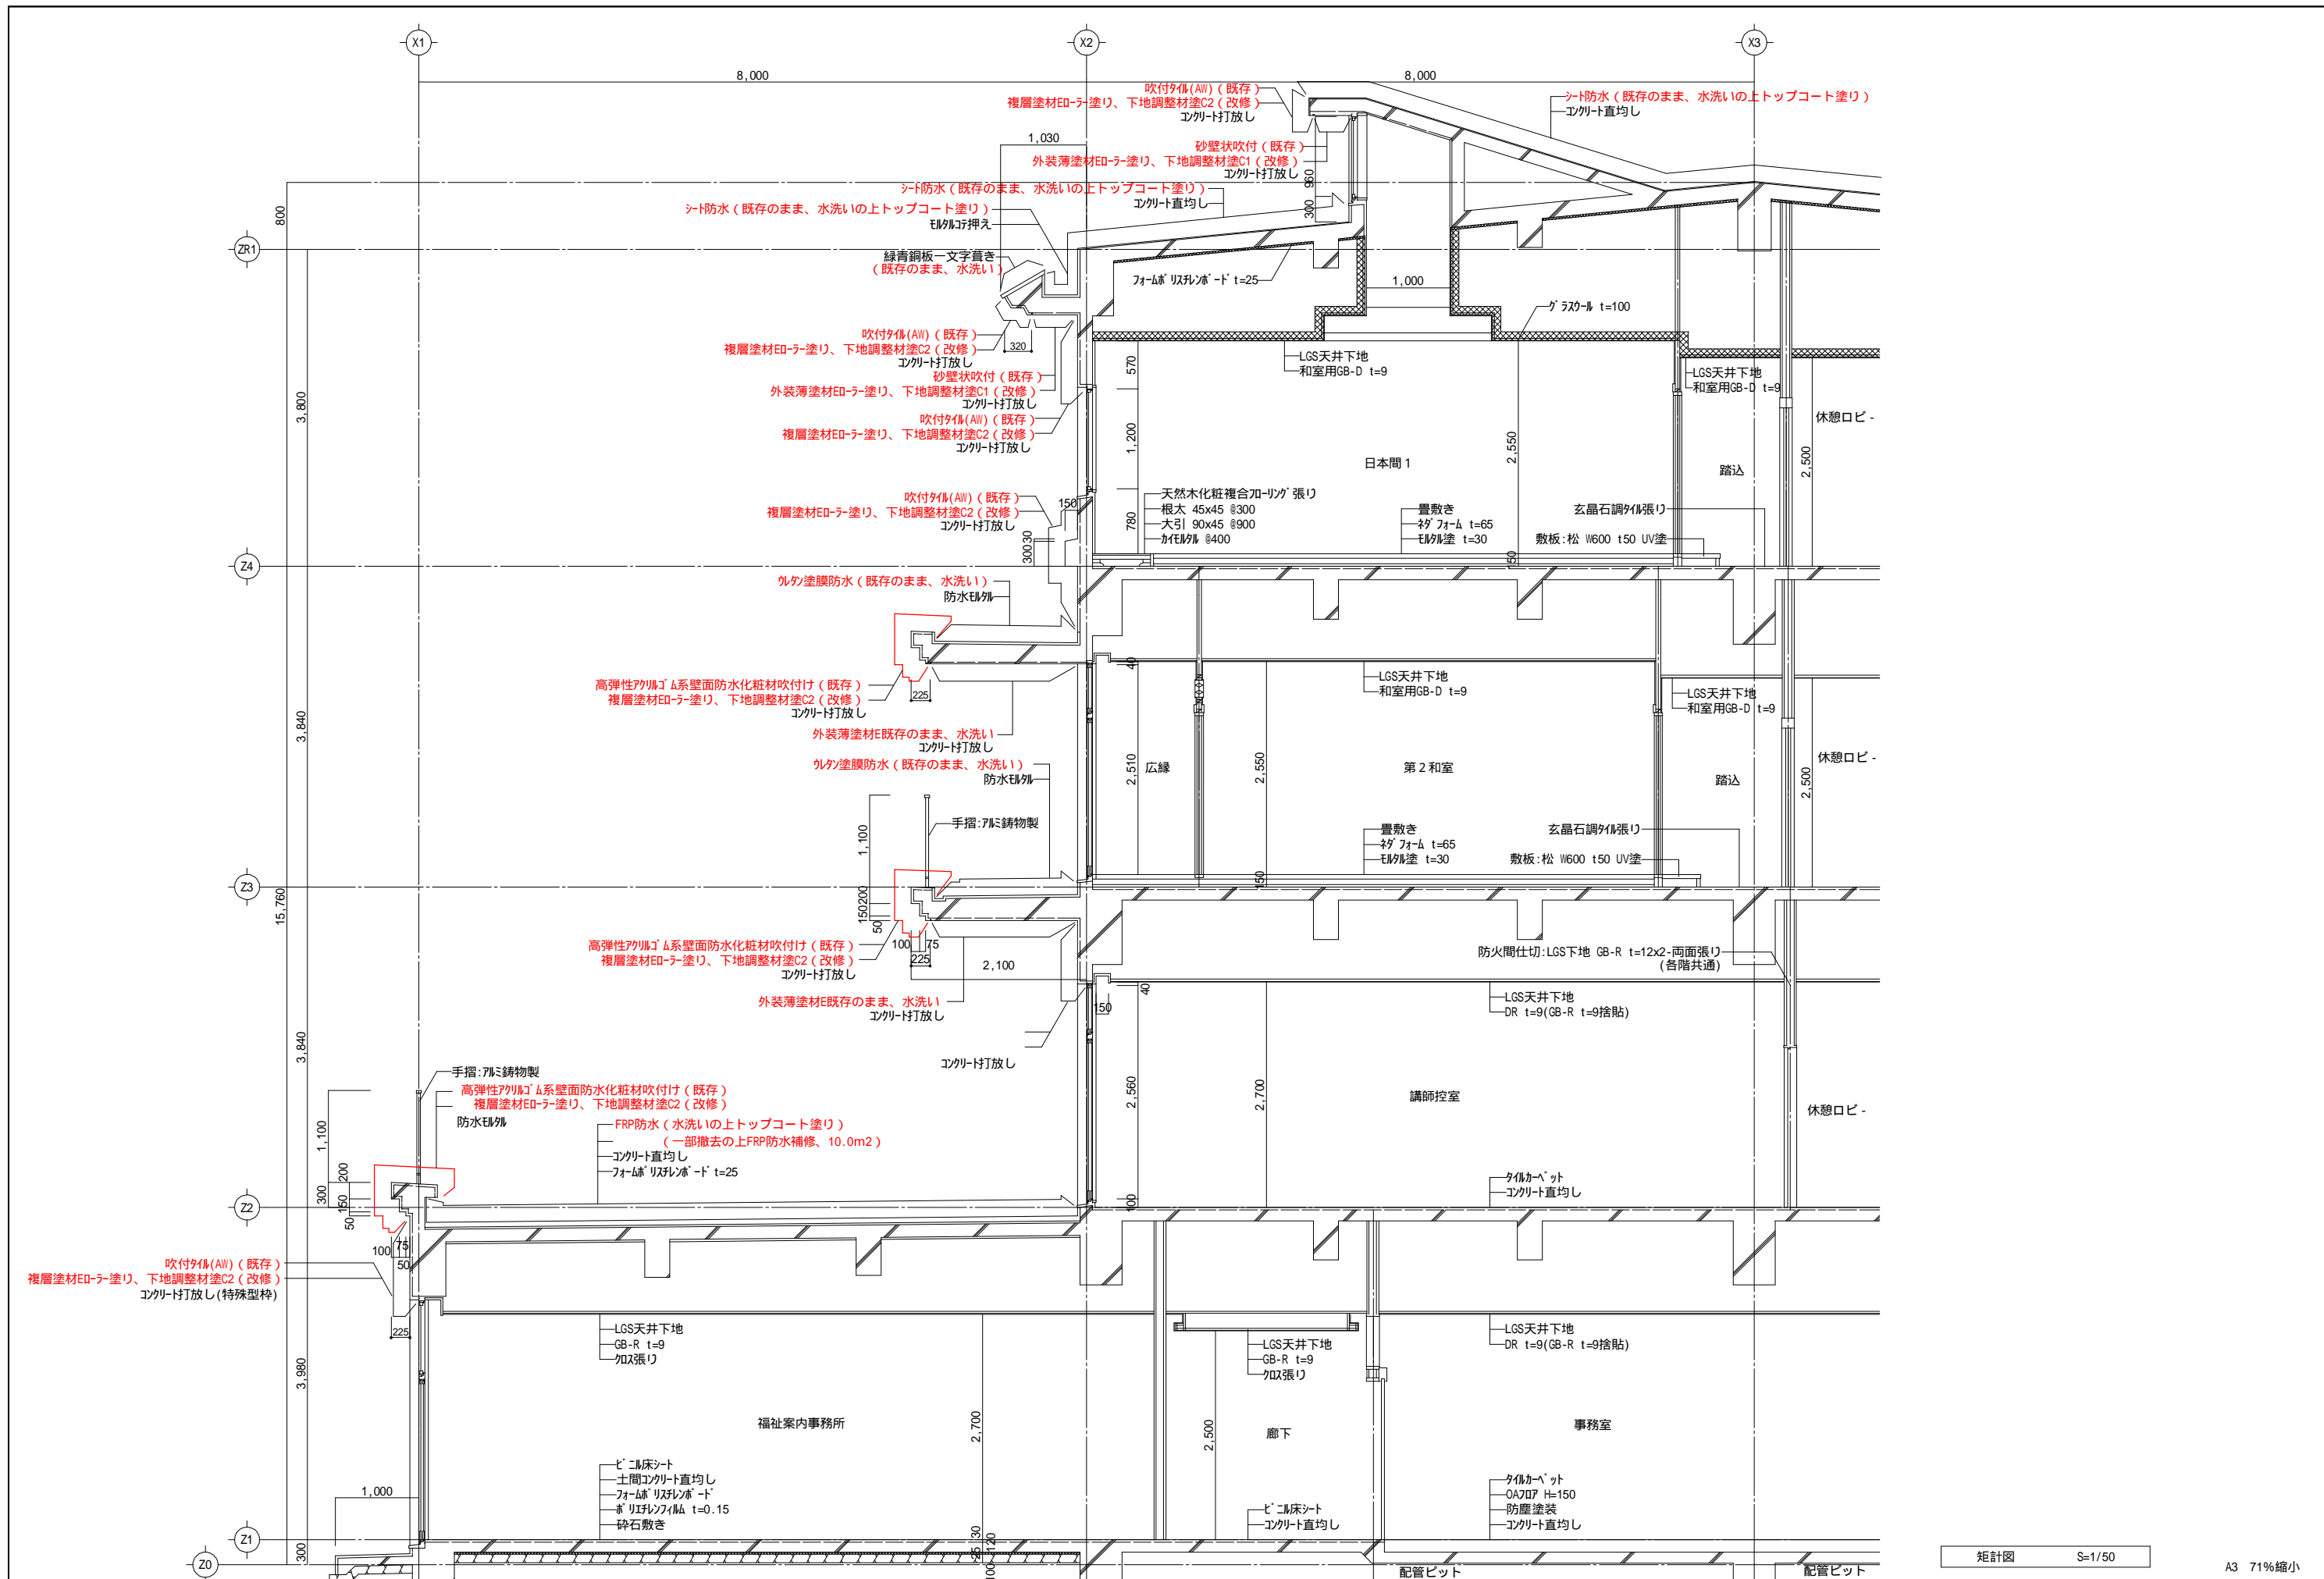 X1
X2
X3
8,000
8,000
吹付タイル(AW)(既存)
複層塗材Eローラー塗り、下地調整材塗C2(改修)
コンクリート打放し
シート防水(既存のまま、水洗いの上トップコート塗り)
コンクリート直均し
1,030
砂壁状吹付(既存)
外装薄塗材Eローラー塗り、下地調整材塗C1(改修)
コンクリート打放し
960
300
シート防水(既存のまま、水洗いの上トップコート塗り)
コンクリート直均し
シート防水(既存のまま、水洗いの上トップコート塗り)
モルタルコテ押え
800
ZR1
緑青銅板一文字葺き
(既存のまま、水洗い)
フォームポリスチレンボード t=25
1,000
グラスウール t=100
吹付タイル(AW)(既存)
複層塗材Eローラー塗り、下地調整材塗C2(改修)
コンクリート打放し
320
砂壁状吹付(既存)
外装薄塗材Eローラー塗り、下地調整材塗C1(改修)
コンクリート打放し
570
LGS天井下地
和室用GB-D t=9
LGS天井下地
和室用GB-D t=9
休憩ロビ-
3,800
吹付タイル(AW)(既存)
複層塗材Eローラー塗り、下地調整材塗C2(改修)
コンクリート打放し
1,200
2,550
2,500
日本間1
踏込
吹付タイル(AW)(既存)
複層塗材Eローラー塗り、下地調整材塗C2(改修)
コンクリート打放し
150
30
300
780
天然木化粧複合フローリング張り
根太 45x45 @300
大引 90x45 @900
カイモルタル @400
畳敷き
ネダフォーム t=65
モルタル塗 t=30
玄晶石調タイル張り
敷板:松 W600 t50 UV塗
150
Z4
ウレタン塗膜防水(既存のまま、水洗い)
防水モルタル
高弾性アクリルゴム系壁面防水化粧材吹付け(既存)
複層塗材Eローラー塗り、下地調整材塗C2(改修)
コンクリート打放し
225
40
LGS天井下地
和室用GB-D t=9
LGS天井下地
和室用GB-D t=9
3,840
外装薄塗材E既存のまま、水洗い
コンクリート打放し
ウレタン塗膜防水(既存のまま、水洗い)
防水モルタル
2,510
広縁
2,550
第2和室
踏込
2,500
休憩ロビ-
1,100
手摺:アルミ鋳物製
畳敷き
ネダフォーム t=65
モルタル塗 t=30
玄晶石調タイル張り
敷板:松 W600 t50 UV塗
150
Z3
15,760
200
150
50
100
75
225
2,100
高弾性アクリルゴム系壁面防水化粧材吹付け(既存)
複層塗材Eローラー塗り、下地調整材塗C2(改修)
コンクリート打放し
防火間仕切:LGS下地 GB-R t=12x2-両面張り
(各階共通)
外装薄塗材E既存のまま、水洗い
コンクリート打放し
40
150
LGS天井下地
DR t=9(GB-R t=9捨貼)
3,840
コンクリート打放し
2,560
2,700
講師控室
休憩ロビ-
手摺:アルミ鋳物製
高弾性アクリルゴム系壁面防水化粧材吹付け(既存)
複層塗材Eローラー塗り、下地調整材塗C2(改修)
防水モルタル
1,100
FRP防水(水洗いの上トップコート塗り)
(一部撤去の上FRP防水補修、10.0m2)
コンクリート直均し
フォームポリスチレンボード t=25
200
300
150
50
タイルカーペット
コンクリート直均し
100
Z2
100
75
50
吹付タイル(AW)(既存)
複層塗材Eローラー塗り、下地調整材塗C2(改修)
コンクリート打放し(特殊型枠)
225
LGS天井下地
GB-R t=9
クロス張り
LGS天井下地
GB-R t=9
クロス張り
LGS天井下地
DR t=9(GB-R t=9捨貼)
3,980
福祉案内事務所
2,700
2,500
廊下
事務室
1,000
ビニル床シート
土間コンクリート直均し
フォームポリスチレンボード
ポリエチレンフィルム t=0.15
砕石敷き
ビニル床シート
コンクリート直均し
タイルカーペット
OAフロア H=150
防塵塗装
コンクリート直均し
Z1
300
30
25
120
100
Z0
配管ピット
配管ピット
矩計図 S=1/50
A3 71%縮小